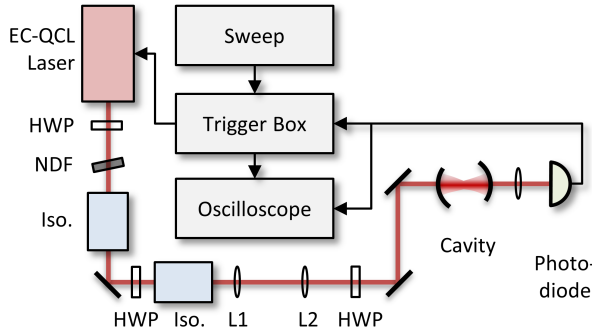 EC-QCL
Laser
Sweep
HWP
Trigger Box
NDF
Iso.
Oscilloscope
Cavity
Photo-
diode
HWP
Iso.
L1
L2
HWP